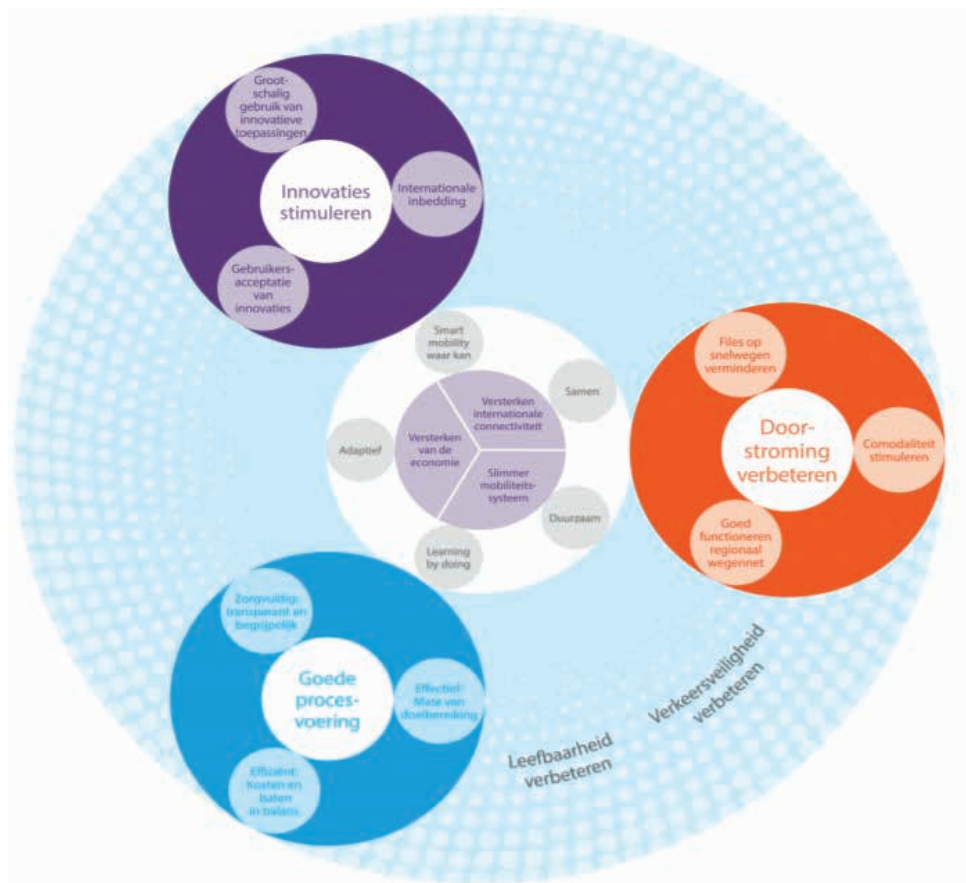 Groot-
schalig
gebruik van
innovatieve
toepassingen
Innovaties
stimuleren
Internationale
inbedding
Gebruikers-
acceptatie
van
innovaties
Smart
mobility
waar kan
Samen
Adaptief
Versterken
internationale
connectiviteit
Versterken
van de
economie
Slimmer
mobiliteits-
systeem
Duurzaam
Learning
by doing
Files op
snelwegen
verminderen
Door-
stroming
verbeteren
Comodaliteit
stimuleren
Goed
functioneren
regionaal
wegennet
Zorgvuldig:
transparant en
begrijpelijk
Goede
proces-
voering
Effectief:
Mate van
doelbereiking
Efficiënt:
Kosten en
baten
in balans
Verkeersveiligheid
verbeteren
Leefbaarheid
verbeteren